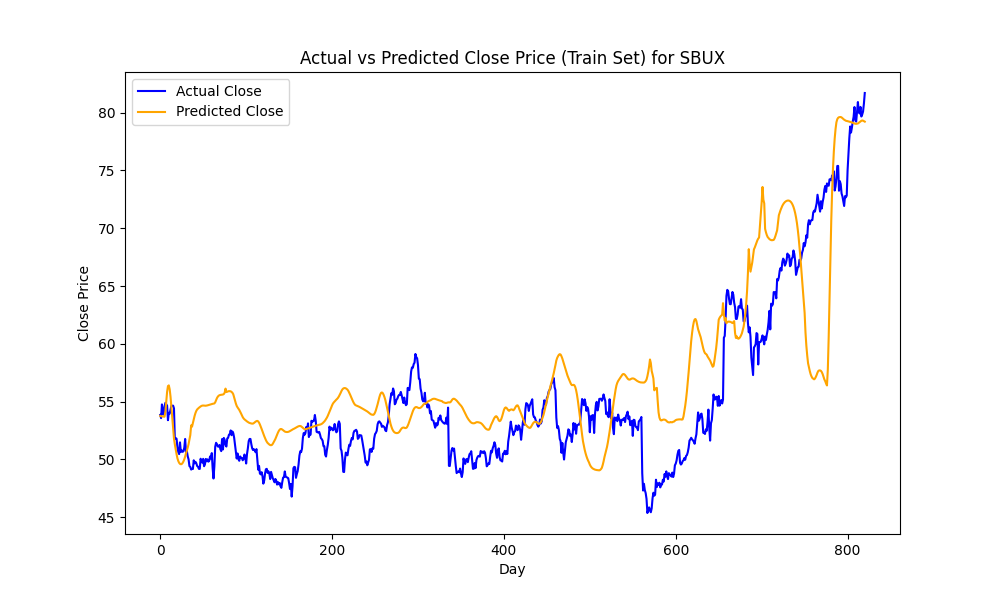 Actual vs Predicted Close Price (Train Set) for SBUX
Actual Close
Predicted Close
80
75
70
65
60
55
50
45
Close Price
0 200 400 600 800
Day